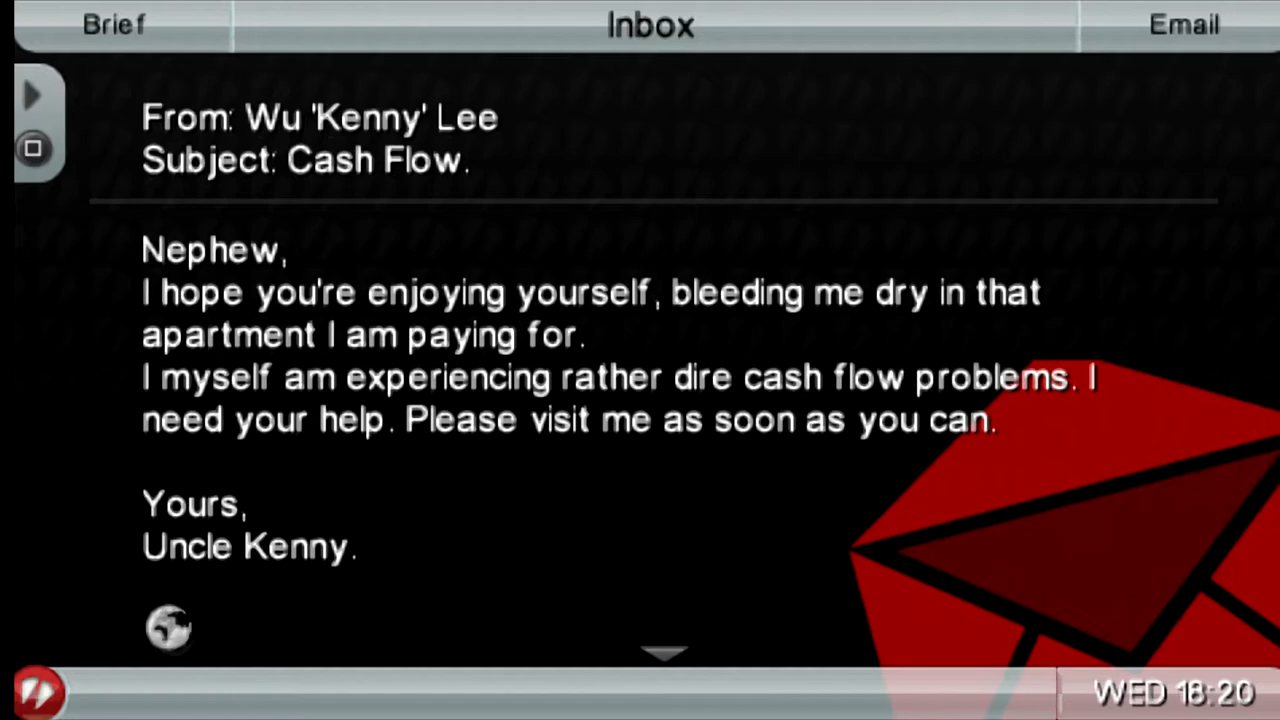 Brief
Inbox
Email
From: Wu 'Kenny' Lee
Subject: Cash Flow.
Nephew,
I hope you're enjoying yourself, bleeding me dry in that
apartment I am paying for.
I myself am experiencing rather dire cash flow problems. I
need your help. Please visit me as soon as you can.
Yours,
Uncle Kenny.
WED 18:20